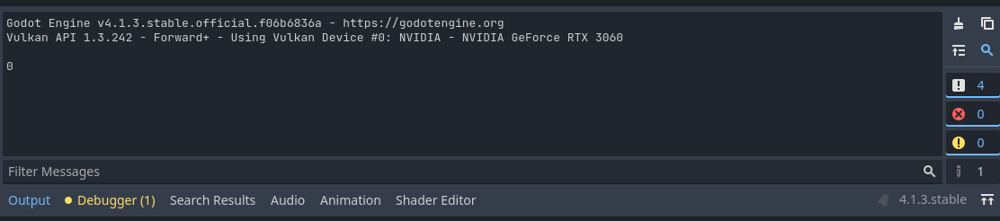 Godot Engine v4.1.3.stable.official.f06b6836a - https://godotengine.org
Vulkan API 1.3.242 - Forward+ - Using Vulkan Device #0: NVIDIA - NVIDIA GeForce RTX 3060
0
4
0
0
Filter Messages
1
Output Debugger (1) Search Results Audio Animation Shader Editor 4.1.3.stable